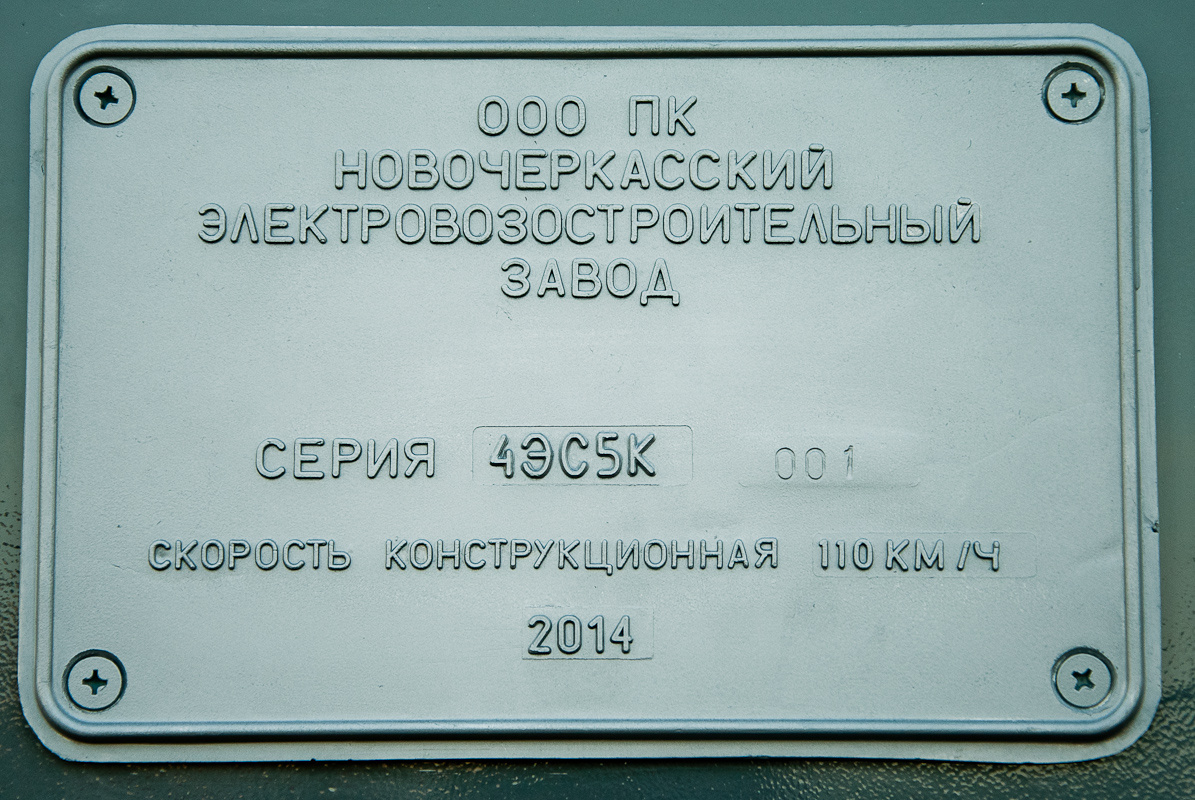 ООО ПК
НОВОЧЕРКАССКИЙ
ЭЛЕКТРОВОЗОСТРОИТЕЛЬНЫЙ
ЗАВОД
СЕРИЯ 4ЭС5К 001
СКОРОСТЬ КОНСТРУКЦИОННАЯ 110 КМ/Ч
2014